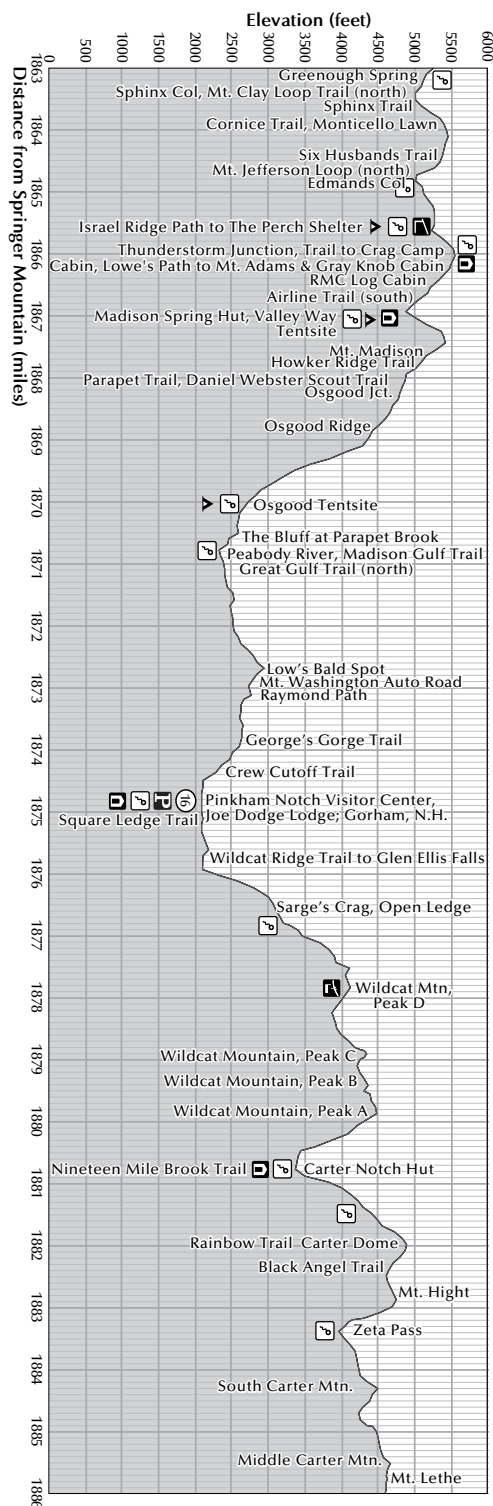 Elevation (feet)
0
500
1000
1500
2000
2500
3000
3500
4000
4500
5000
5500
6000
Distance from Springer Mountain (miles)
1863
Greenough Spring
Sphinx Col, Mt. Clay Loop Trail (north)
Sphinx Trail
1864
Cornice Trail, Monticello Lawn
Six Husbands Trail
Mt. Jefferson Loop (north)
1865
Edmands Col
Israel Ridge Path to The Perch Shelter
1866
Thunderstorm Junction, Trail to Crag Camp
Cabin, Lowe's Path to Mt. Adams & Gray Knob Cabin
RMC Log Cabin
Airline Trail (south)
1867
Madison Spring Hut, Valley Way
Tentsite
Mt. Madison
Howker Ridge Trail
1868
Parapet Trail, Daniel Webster Scout Trail
Osgood Jct.
Osgood Ridge
1869
1870
Osgood Tentsite
The Bluff at Parapet Brook
Peabody River, Madison Gulf Trail
1871
Great Gulf Trail (north)
1872
Low's Bald Spot
Mt. Washington Auto Road
1873
Raymond Path
George's Gorge Trail
1874
Crew Cutoff Trail
16
Pinkham Notch Visitor Center,
Joe Dodge Lodge; Gorham, N.H.
1875
Square Ledge Trail
Wildcat Ridge Trail to Glen Ellis Falls
1876
Sarge's Crag, Open Ledge
1877
Wildcat Mtn,
Peak D
1878
1879
Wildcat Mountain, Peak C
Wildcat Mountain, Peak B
Wildcat Mountain, Peak A
1880
Nineteen Mile Brook Trail
Carter Notch Hut
1881
1882
Rainbow Trail Carter Dome
Black Angel Trail
Mt. Hight
1883
Zeta Pass
1884
South Carter Mtn.
1885
Middle Carter Mtn.
Mt. Lethe